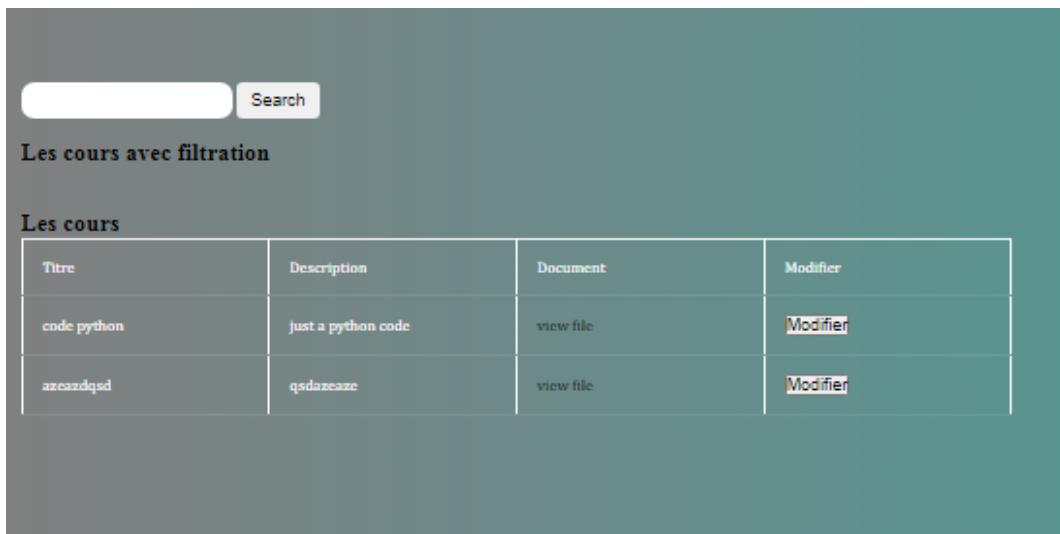 Search
Les cours avec filtration
Les cours
Titre Description Document Modifier
code python just a python code view file Modifier
azeazdqsd qsdazeaze view file Modifier